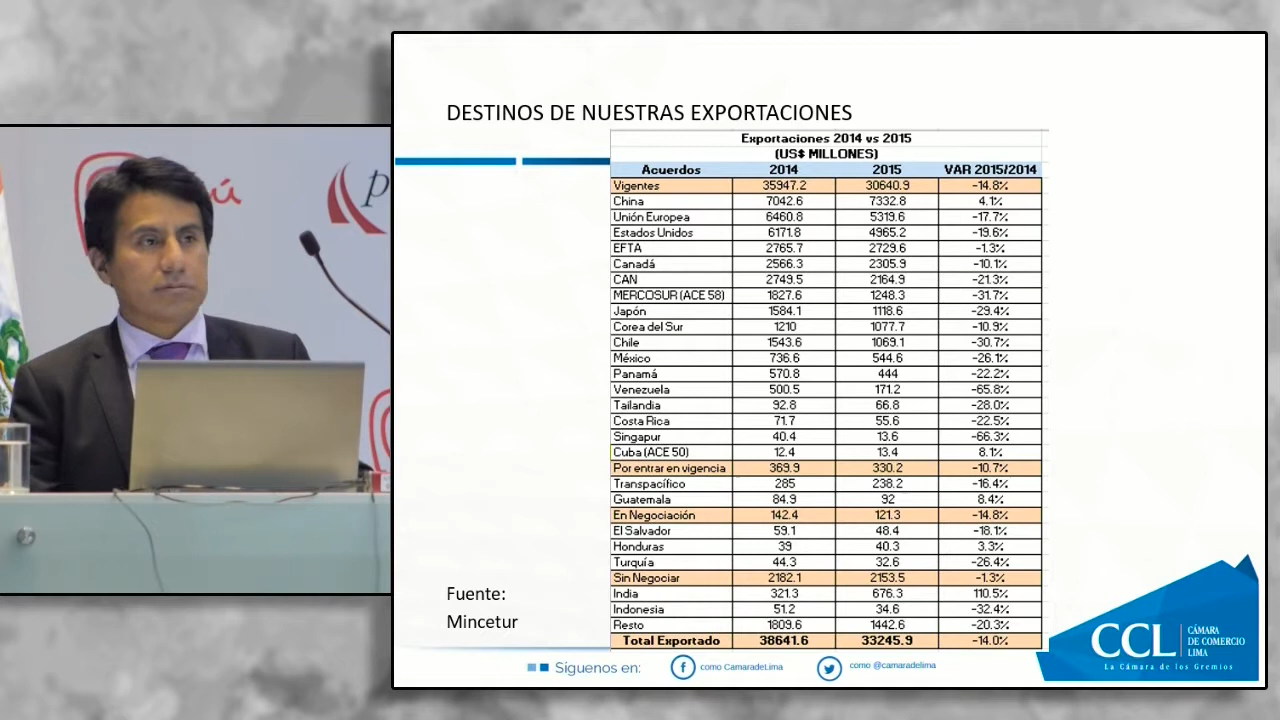 DESTINOS DE NUESTRAS EXPORTACIONES
Exportaciones 2014 vs 2015
(US$ MILLONES)
Acuerdos 2014 2015 VAR 2015/2014
Vigentes 35947.2 30640.9 -14.8%
China 7042.6 7332.8 4.1%
Unión Europea 6460.8 5319.6 -17.7%
Estados Unidos 6171.8 4965.2 -19.6%
EFTA 2765.7 2729.6 -1.3%
Canadá 2566.3 2305.9 -10.1%
CAN 2749.5 2164.9 -21.3%
MERCOSUR (ACE 58) 1827.6 1248.3 -31.7%
Japón 1584.1 1118.6 -29.4%
Corea del Sur 1210 1077.7 -10.9%
Chile 1543.6 1069.1 -30.7%
México 736.6 544.6 -26.1%
Panamá 570.8 444 -22.2%
Venezuela 500.5 171.2 -65.8%
Tailandia 92.8 66.8 -28.0%
Costa Rica 71.7 55.6 -22.5%
Singapur 40.4 13.6 -66.3%
Cuba (ACE 50) 12.4 13.4 8.1%
Por entrar en vigencia 369.9 330.2 -10.7%
Transpacífico 285 238.2 -16.4%
Guatemala 84.9 92 8.4%
En Negociación 142.4 121.3 -14.8%
El Salvador 59.1 48.4 -18.1%
Honduras 39 40.3 3.3%
Turquía 44.3 32.6 -26.4%
Sin Negociar 2182.1 2153.5 -1.3%
India 321.3 676.3 110.5%
Indonesia 51.2 34.6 -32.4%
Resto 1809.6 1442.6 -20.3%
Total Exportado 38641.6 33245.9 -14.0%
Fuente:
Mincetur
Síguenos en: como CamaradeLima como @camaradelima
CCL CÁMARA
DE COMERCIO
LIMA
La Cámara de los Gremios